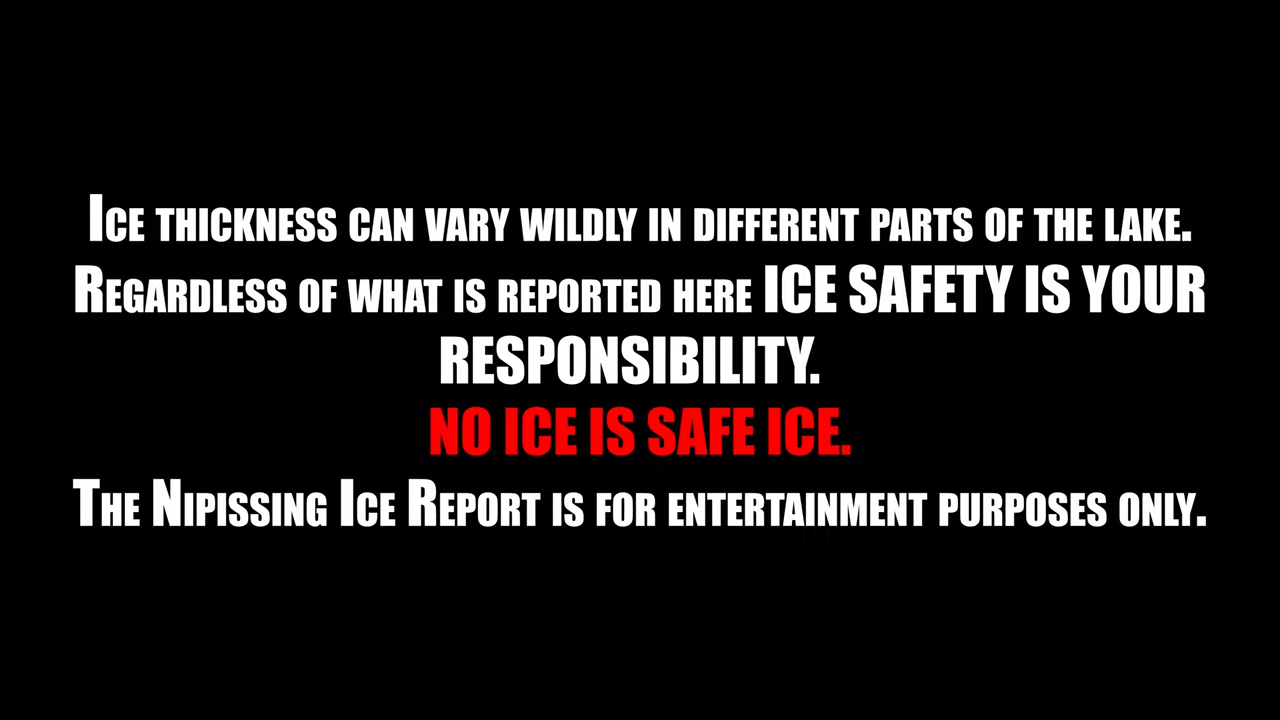 Ice thickness can vary wildly in different parts of the lake.
Regardless of what is reported here ICE SAFETY IS YOUR
RESPONSIBILITY.
NO ICE IS SAFE ICE.
The Nipissing Ice Report is for entertainment purposes only.